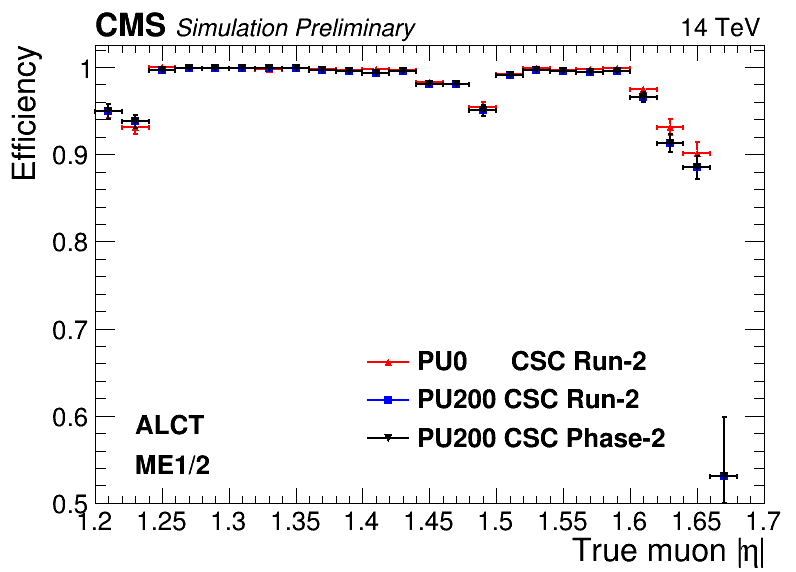 CMS Simulation Preliminary 14 TeV
Efficiency
1
0.9
0.8
0.7
0.6
0.5
PU0 CSC Run-2
PU200 CSC Run-2
PU200 CSC Phase-2
ALCT
ME1/2
1.2 1.25 1.3 1.35 1.4 1.45 1.5 1.55 1.6 1.65 1.7
True muon |η|